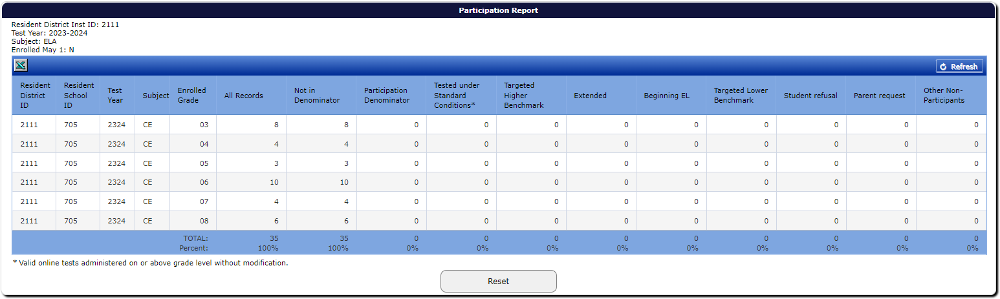 Participation Report
Resident District Inst ID: 2111
Test Year: 2023-2024
Subject: ELA
Enrolled May 1: N
Refresh
Resident District ID Resident School ID Test Year Subject Enrolled Grade All Records Not in Denominator Participation Denominator Tested under Standard Conditions* Targeted Higher Benchmark Extended Beginning EL Targeted Lower Benchmark Student refusal Parent request Other Non-Participants
2111 705 2324 CE 03 8 8 0 0 0 0 0 0 0 0 0
2111 705 2324 CE 04 4 4 0 0 0 0 0 0 0 0 0
2111 705 2324 CE 05 3 3 0 0 0 0 0 0 0 0 0
2111 705 2324 CE 06 10 10 0 0 0 0 0 0 0 0 0
2111 705 2324 CE 07 4 4 0 0 0 0 0 0 0 0 0
2111 705 2324 CE 08 6 6 0 0 0 0 0 0 0 0 0
TOTAL: 35 35 0 0 0 0 0 0 0 0 0
Percent: 100% 100% 0% 0% 0% 0% 0% 0% 0% 0% 0%
* Valid online tests administered on or above grade level without modification.
Reset